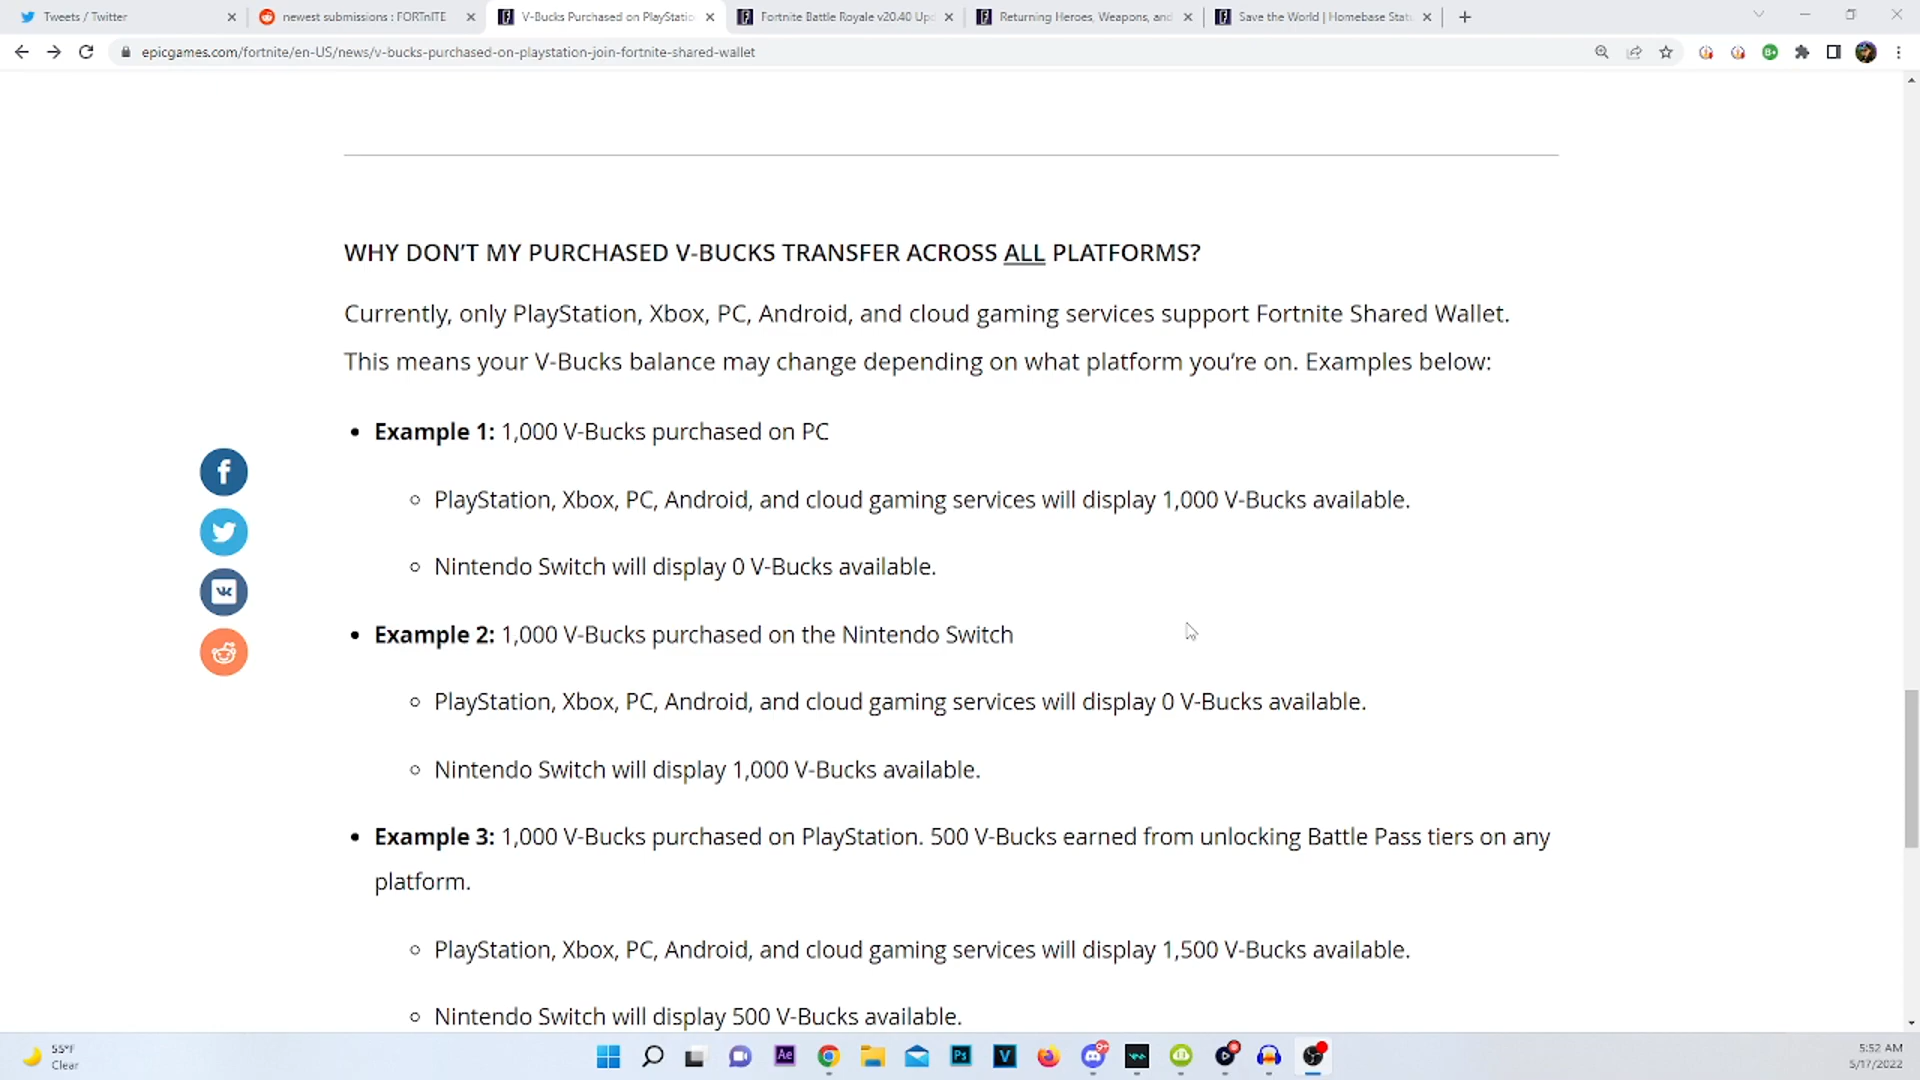 Tweets / Twitter
newest submissions : FORTnITE
V-Bucks Purchased on PlayStatio
Fortnite Battle Royale v20.40 Up
Returning Heroes, Weapons, and
Save the World | Homebase Stat
epicgames.com/fortnite/en-US/news/v-bucks-purchased-on-playstation-join-fortnite-shared-wallet
WHY DON'T MY PURCHASED V-BUCKS TRANSFER ACROSS ALL PLATFORMS?
Currently, only PlayStation, Xbox, PC, Android, and cloud gaming services support Fortnite Shared Wallet.
This means your V-Bucks balance may change depending on what platform you're on. Examples below:
• Example 1: 1,000 V-Bucks purchased on PC
○ PlayStation, Xbox, PC, Android, and cloud gaming services will display 1,000 V-Bucks available.
○ Nintendo Switch will display 0 V-Bucks available.
• Example 2: 1,000 V-Bucks purchased on the Nintendo Switch
○ PlayStation, Xbox, PC, Android, and cloud gaming services will display 0 V-Bucks available.
○ Nintendo Switch will display 1,000 V-Bucks available.
• Example 3: 1,000 V-Bucks purchased on PlayStation. 500 V-Bucks earned from unlocking Battle Pass tiers on any
platform.
○ PlayStation, Xbox, PC, Android, and cloud gaming services will display 1,500 V-Bucks available.
○ Nintendo Switch will display 500 V-Bucks available.
55°F
Clear
Ae
Ps
V
9+
5:52 AM
5/17/2022